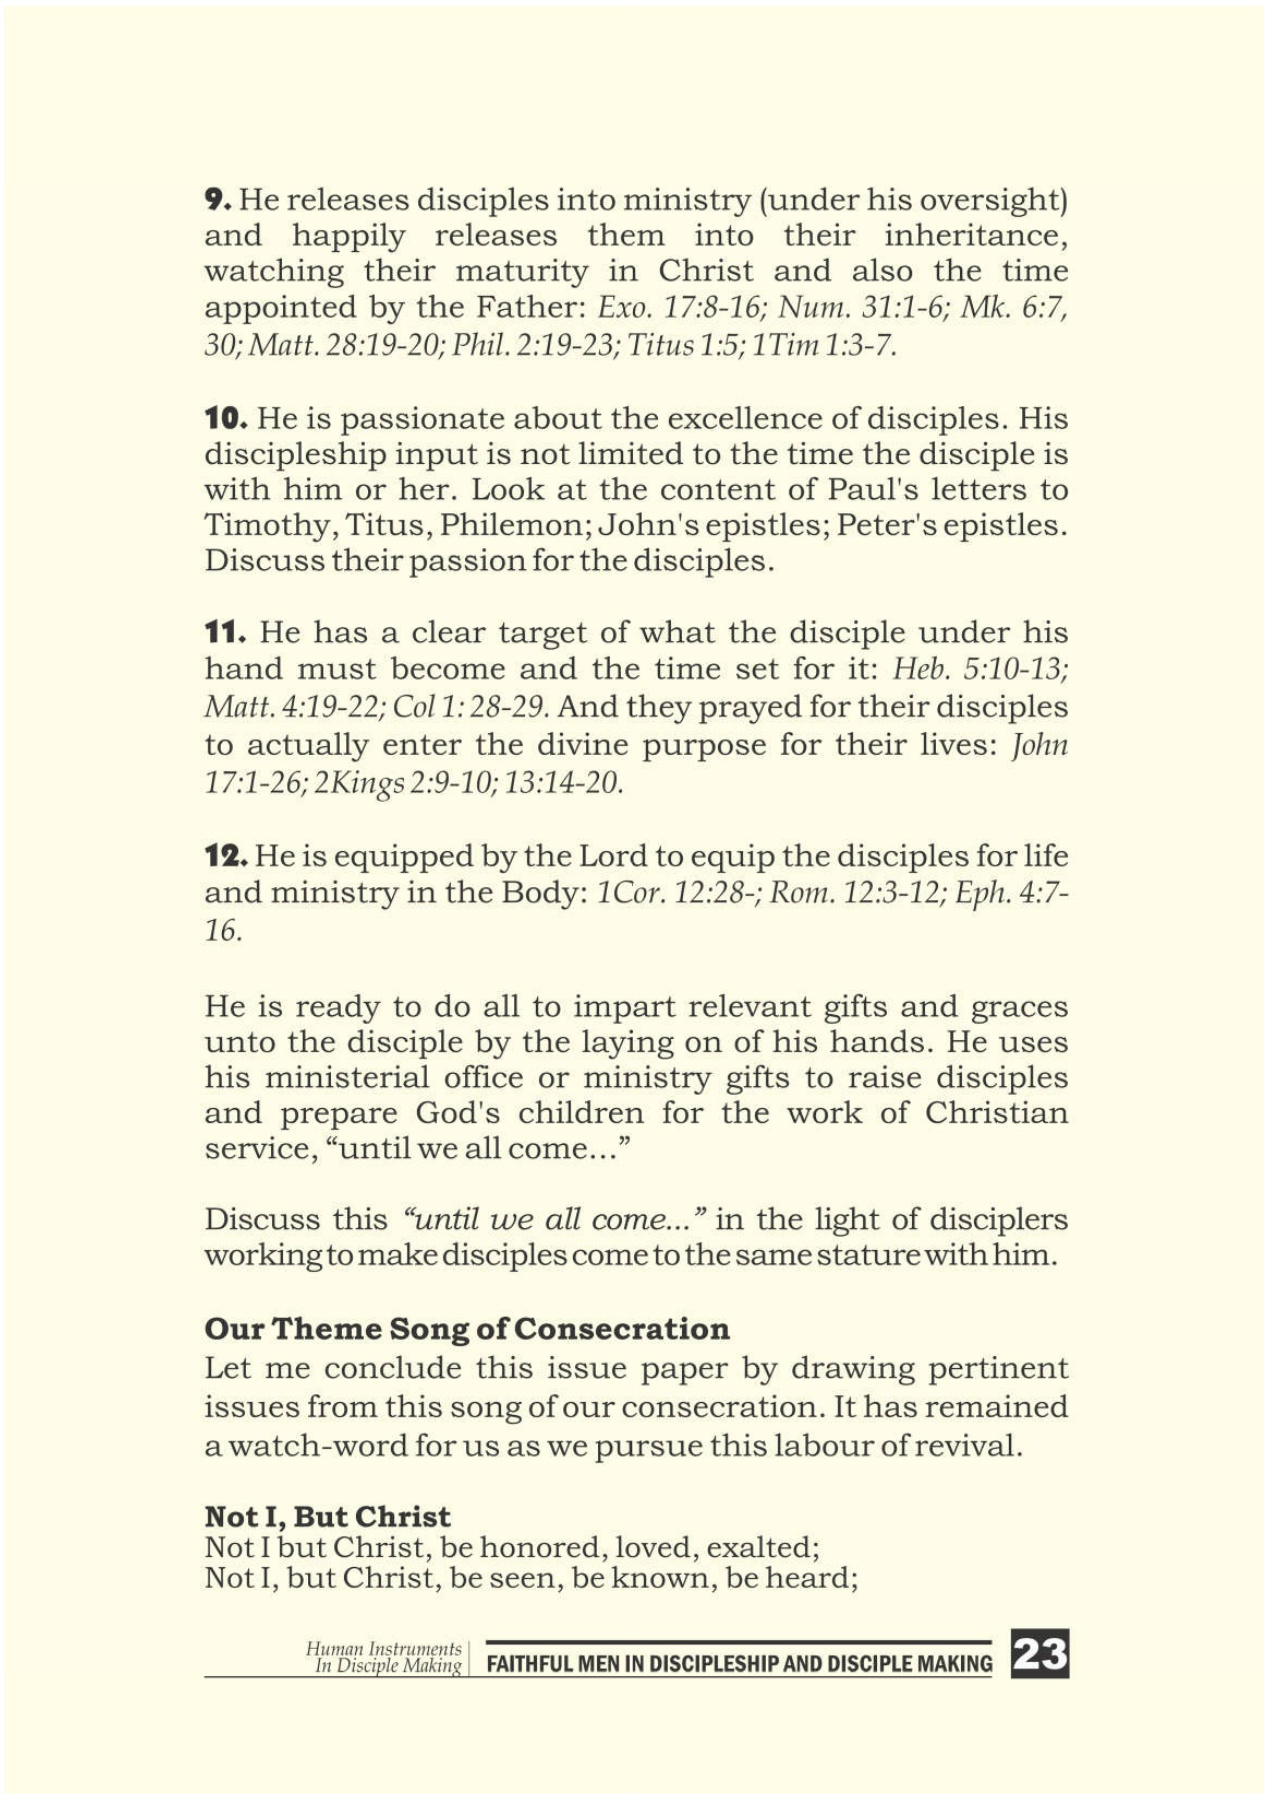 9. He releases disciples into ministry (under his oversight)
and happily releases them into their inheritance,
watching their maturity in Christ and also the time
appointed by the Father: Exo. 17:8-16; Num. 31:1-6; Mk. 6:7,
30; Matt. 28:19-20; Phil. 2:19-23; Titus 1:5; 1Tim 1:3-7.
10. He is passionate about the excellence of disciples. His
discipleship input is not limited to the time the disciple is
with him or her. Look at the content of Paul's letters to
Timothy, Titus, Philemon; John's epistles; Peter's epistles.
Discuss their passion for the disciples.
11. He has a clear target of what the disciple under his
hand must become and the time set for it: Heb. 5:10-13;
Matt. 4:19-22; Col 1: 28-29. And they prayed for their disciples
to actually enter the divine purpose for their lives: John
17:1-26; 2Kings 2:9-10; 13:14-20.
12. He is equipped by the Lord to equip the disciples for life
and ministry in the Body: 1Cor. 12:28-; Rom. 12:3-12; Eph. 4:7-
16.
He is ready to do all to impart relevant gifts and graces
unto the disciple by the laying on of his hands. He uses
his ministerial office or ministry gifts to raise disciples
and prepare God's children for the work of Christian
service, “until we all come...”
Discuss this “until we all come...” in the light of disciplers
working to make disciples come to the same stature with him.
Our Theme Song of Consecration
Let me conclude this issue paper by drawing pertinent
issues from this song of our consecration. It has remained
a watch-word for us as we pursue this labour of revival.
Not I, But Christ
Not I but Christ, be honored, loved, exalted;
Not I, but Christ, be seen, be known, be heard;
Human Instruments
In Disciple Making
FAITHFUL MEN IN DISCIPLESHIP AND DISCIPLE MAKING
23